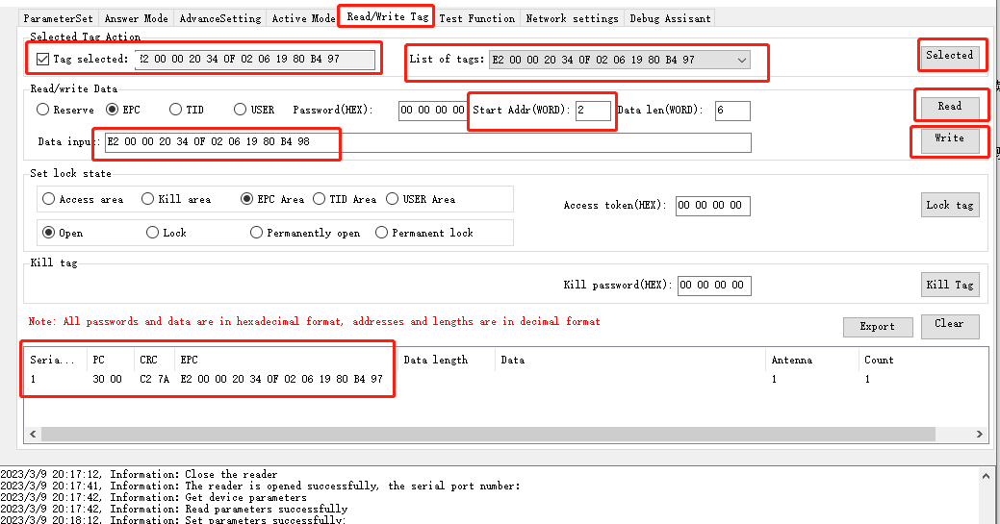 ParameterSet Answer Mode AdvanceSetting Active Mode Read/Write Tag Test Function Network settings Debug Assisant
Selected Tag Action
Tag selected: E2 00 00 20 34 0F 02 06 19 80 B4 97 List of tags: E2 00 00 20 34 0F 02 06 19 80 B4 97 Selected
Read/write Data
Reserve EPC TID USER Password(HEX): 00 00 00 00 Start Addr(WORD): 2 Data len(WORD): 6 Read
Data input: E2 00 00 20 34 0F 02 06 19 80 B4 98 Write
Set lock state
Access area Kill area EPC Area TID Area USER Area
Access token(HEX): 00 00 00 00 Lock tag
Open Lock Permanently open Permanent lock
Kill tag
Kill password(HEX): 00 00 00 00 Kill Tag
Note: All passwords and data are in hexadecimal format, addresses and lengths are in decimal format
Export Clear
Seria... PC CRC EPC Data length Data Antenna Count
1 30 00 C2 7A E2 00 00 20 34 0F 02 06 19 80 B4 97 1 1
2023/3/9 20:17:12, Information: Close the reader
2023/3/9 20:17:41, Information: The reader is opened successfully, the serial port number:
2023/3/9 20:17:42, Information: Get device parameters
2023/3/9 20:17:42, Information: Read parameters successfully
2023/3/9 20:18:12, Information: Set parameters successfully: